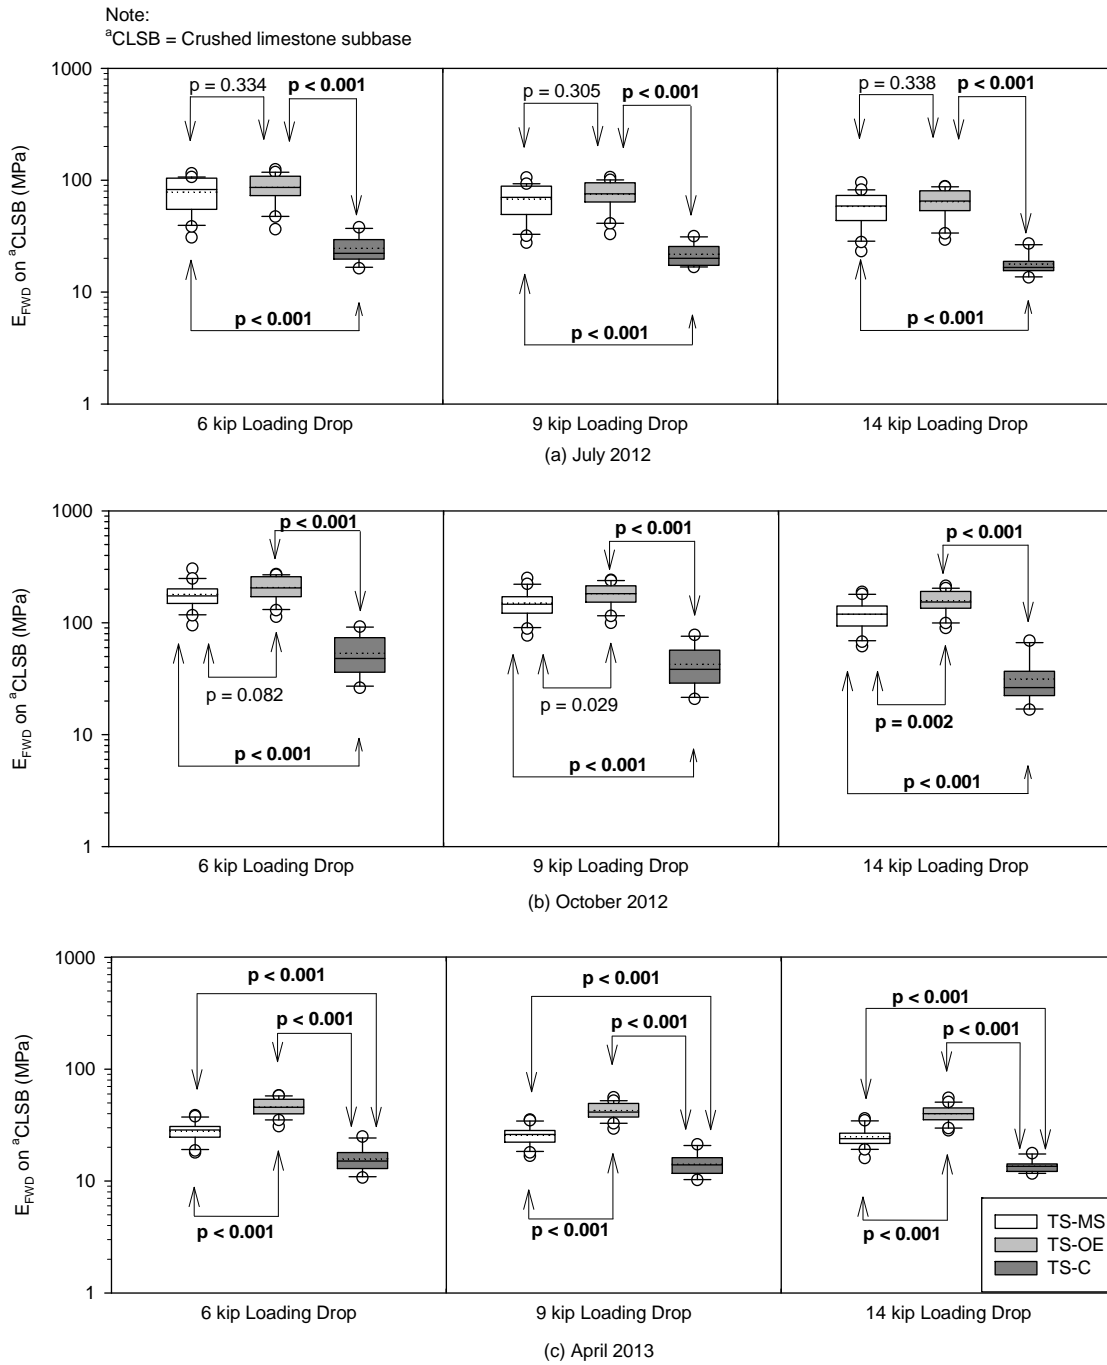 Note:
aCLSB = Crushed limestone subbase
1000
100
10
1
EFWD on aCLSB (MPa)
p = 0.334
p < 0.001
p < 0.001
p = 0.305
p < 0.001
p < 0.001
p = 0.338
p < 0.001
p < 0.001
6 kip Loading Drop
9 kip Loading Drop
14 kip Loading Drop
(a) July 2012
1000
100
10
1
EFWD on aCLSB (MPa)
p < 0.001
p = 0.082
p < 0.001
p < 0.001
p = 0.029
p < 0.001
p < 0.001
p = 0.002
p < 0.001
6 kip Loading Drop
9 kip Loading Drop
14 kip Loading Drop
(b) October 2012
1000
100
10
1
EFWD on aCLSB (MPa)
p < 0.001
p < 0.001
p < 0.001
p < 0.001
p < 0.001
p < 0.001
p < 0.001
p < 0.001
p < 0.001
TS-MS
TS-OE
TS-C
6 kip Loading Drop
9 kip Loading Drop
14 kip Loading Drop
(c) April 2013